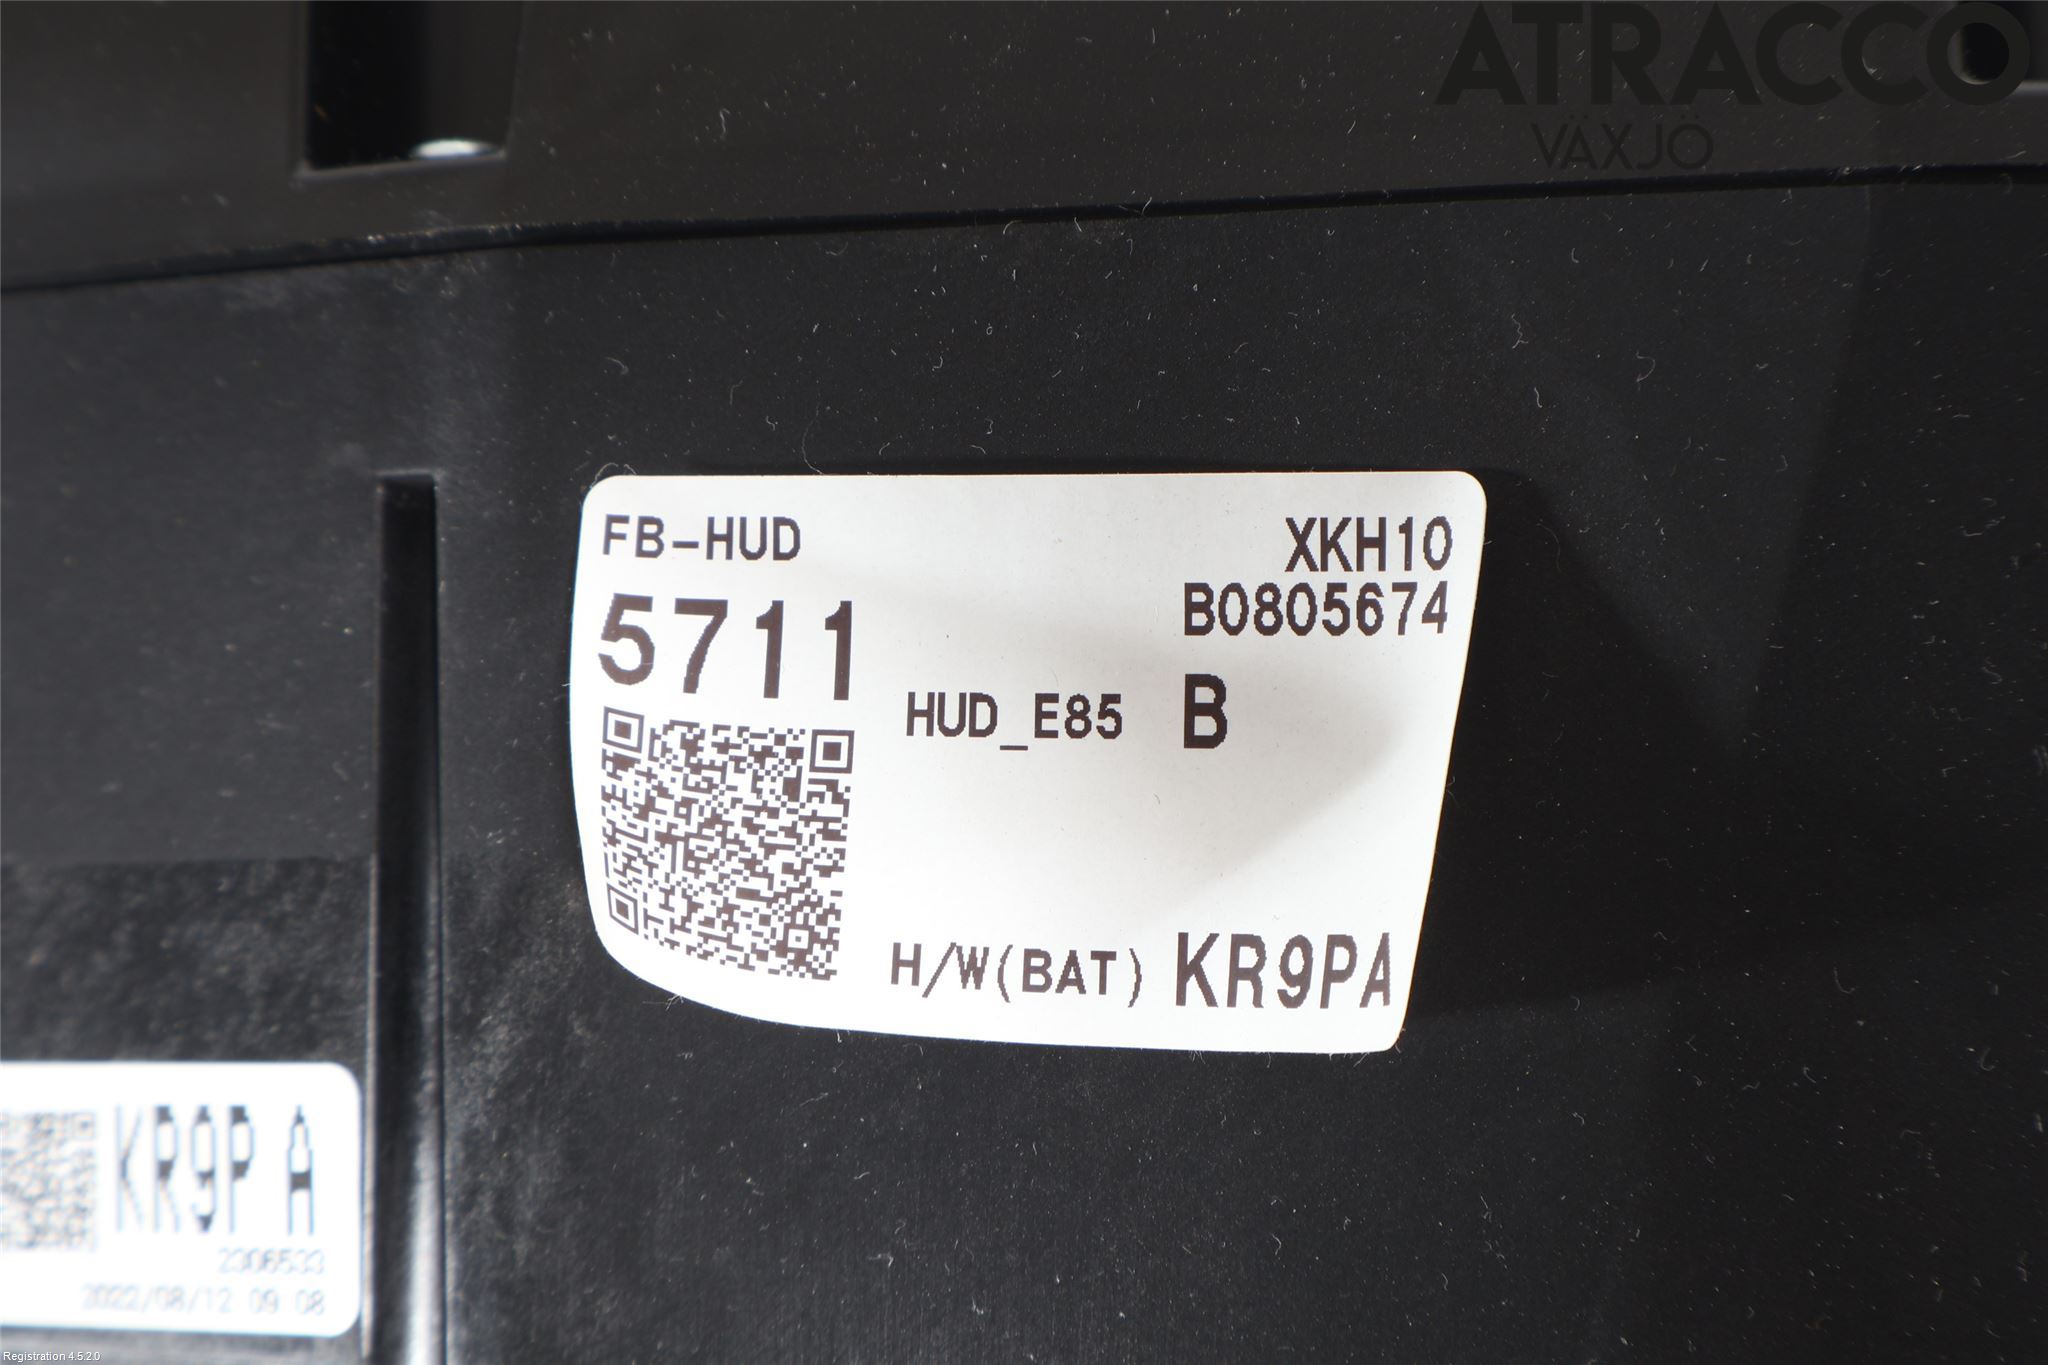 ATRACCO
VÄXJÖ
FB-HUD
XKH10
B0805674
5711
HUD_E85 B
H/W(BAT) KR9PA
KR9P A
2306533
2022/08/12 09 08
Registration 4.5.2.0